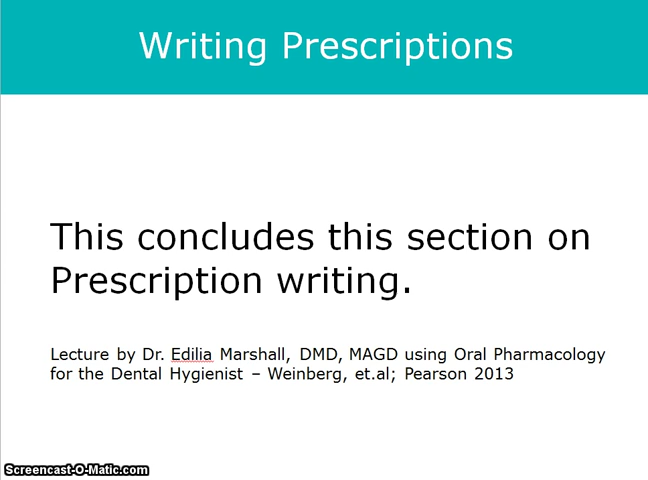 Writing Prescriptions
This concludes this section on
Prescription writing.
Lecture by Dr. Edilia Marshall, DMD, MAGD using Oral Pharmacology
for the Dental Hygienist – Weinberg, et.al; Pearson 2013
Screencast-O-Matic.com